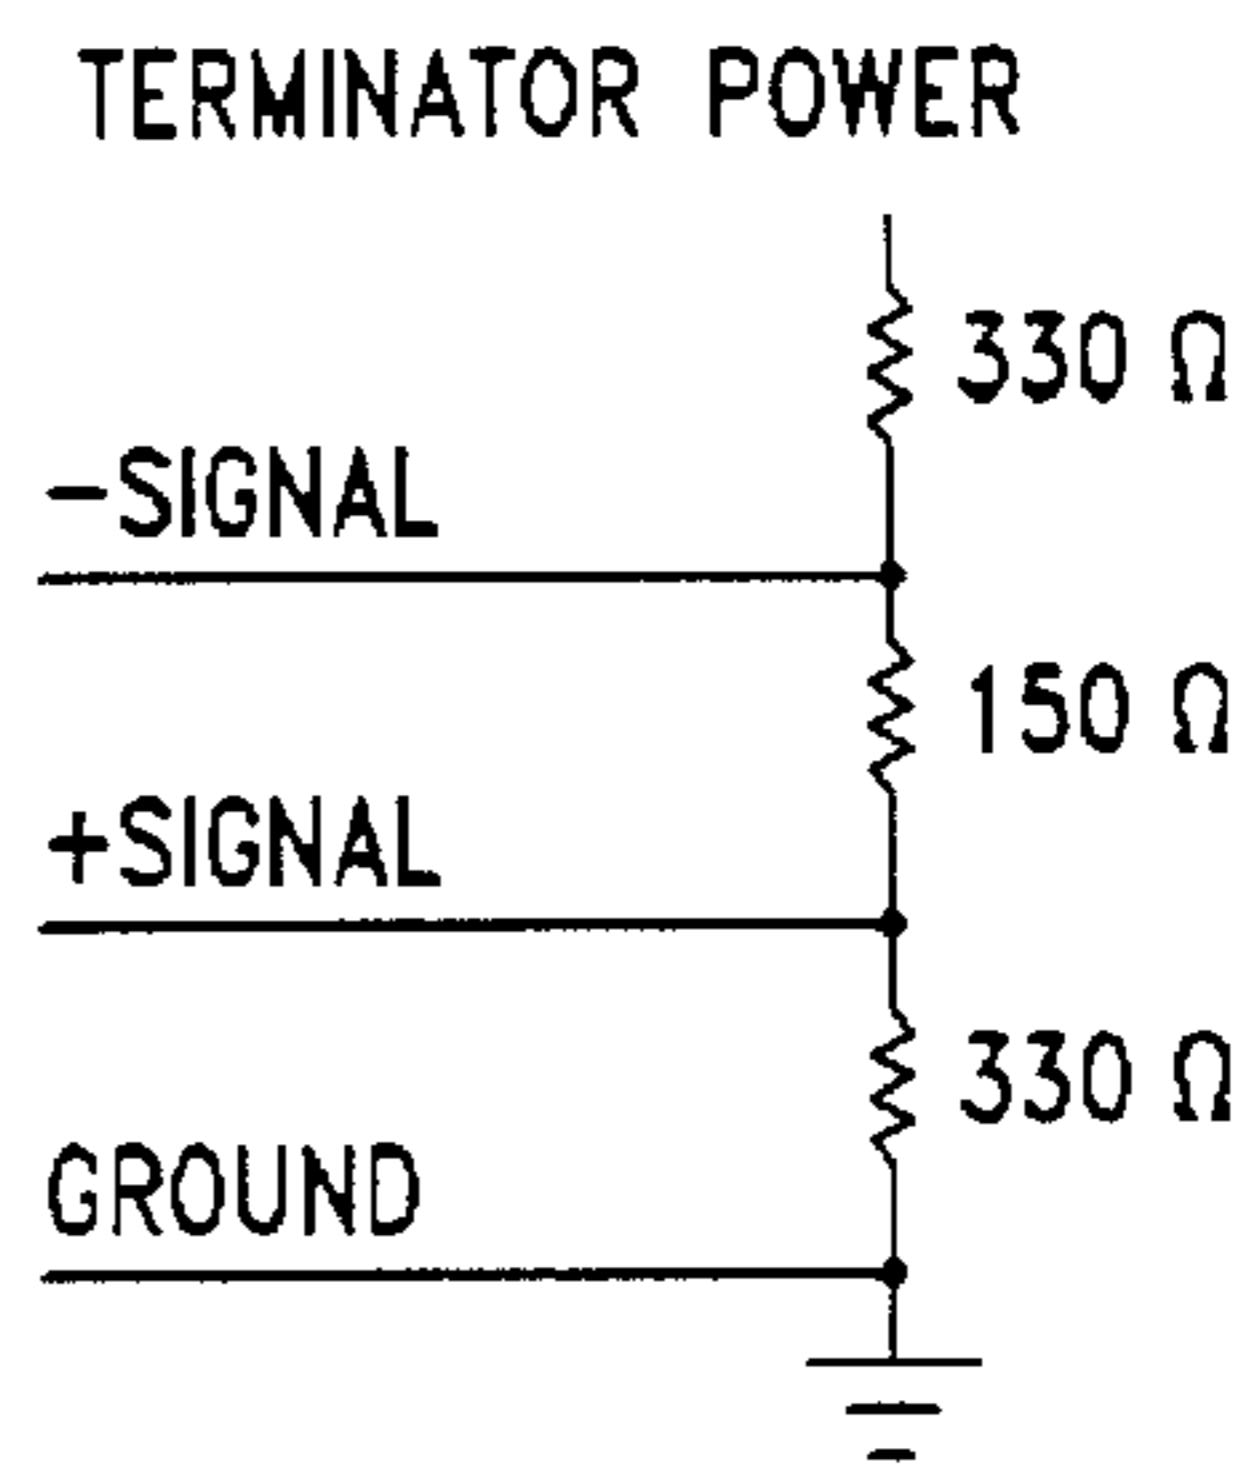 TERMINATOR POWER
330 Ω
-SIGNAL
150 Ω
+SIGNAL
330 Ω
GROUND